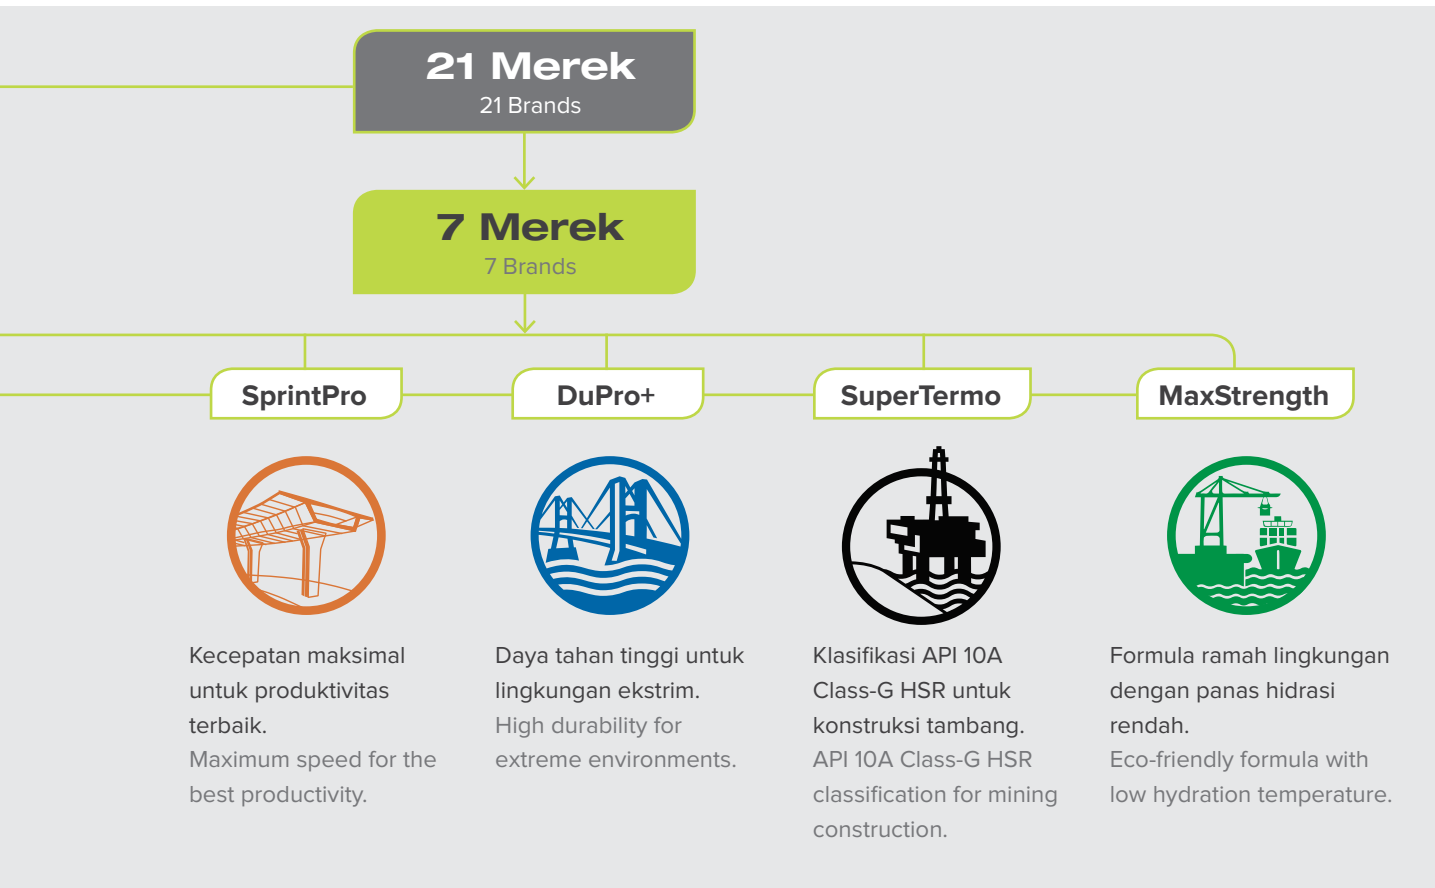 21 Merek
21 Brands
7 Merek
7 Brands
SprintPro
DuPro+
SuperTermo
MaxStrength
Kecepatan maksimal
untuk produktivitas
terbaik.
Maximum speed for the
best productivity.
Daya tahan tinggi untuk
lingkungan ekstrim.
High durability for
extreme environments.
Klasifikasi API 10A
Class-G HSR untuk
konstruksi tambang.
API 10A Class-G HSR
classification for mining
construction.
Formula ramah lingkungan
dengan panas hidrasi
rendah.
Eco-friendly formula with
low hydration temperature.